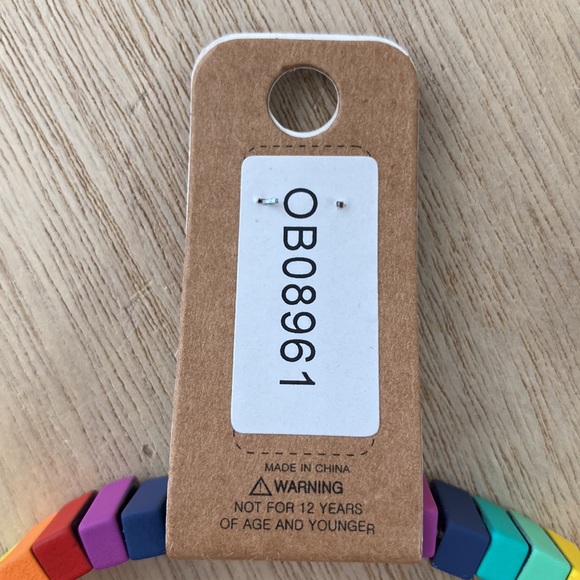 OB08961
MADE IN CHINA
⚠ WARNING
NOT FOR 12 YEARS
OF AGE AND YOUNGER